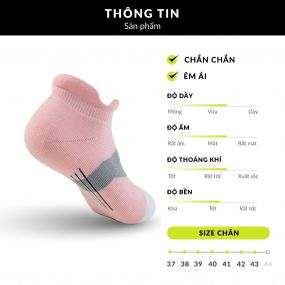 THÔNG TIN
Sản phẩm
CHẮN CHẮN
ÊM ÁI
ĐỘ DÀY
Mỏng Vừa Dày
ĐỘ ẤM
Rất ấm Mát Rất mát
ĐỘ THOÁNG KHÍ
Tốt Rất tốt Xuất sắc
ĐỘ BỀN
Khá Tốt Rất tốt
SIZE CHÂN
37 38 39 40 41 42 43 44